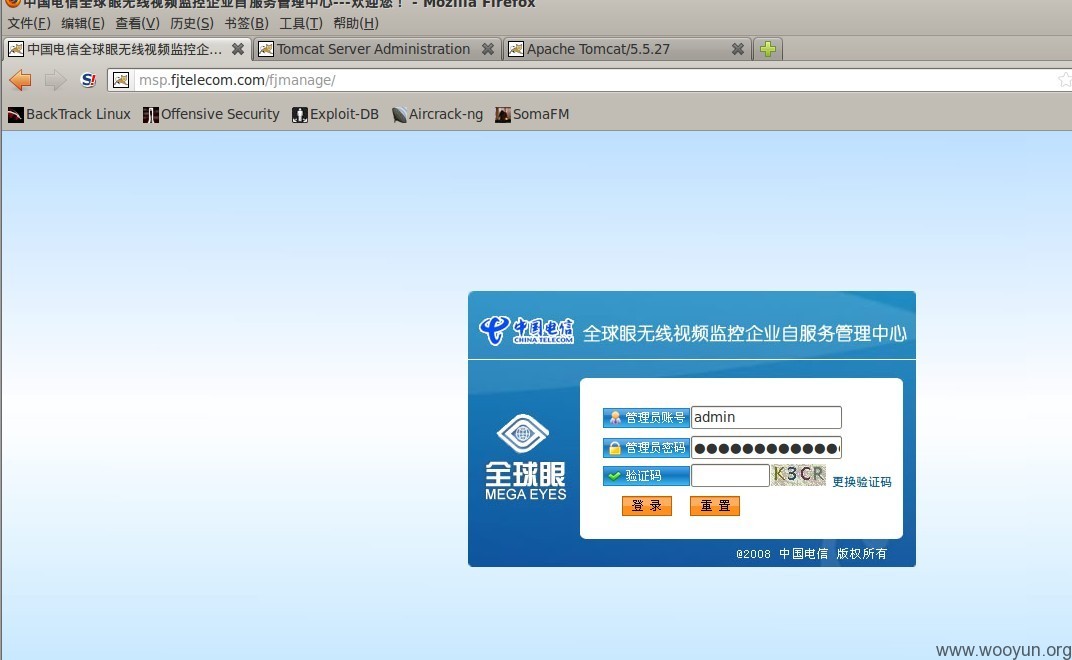 中国电信全球眼无线视频监控企业自服务管理中心---欢迎您！ - Mozilla Firefox
文件(F) 编辑(E) 查看(V) 历史(S) 书签(B) 工具(T) 帮助(H)
中国电信全球眼无线视频监控企... Tomcat Server Administration Apache Tomcat/5.5.27
S! msp.fjtelecom.com/fjmanage/
BackTrack Linux Offensive Security Exploit-DB Aircrack-ng SomaFM
中国电信 全球眼无线视频监控企业自服务管理中心
CHINA TELECOM
管理员账号 admin
管理员密码 ●●●●●●●●●●●●
验证码 K3CR 更换验证码
全球眼
MEGA EYES
登 录 重 置
@2008 中国电信 版权所有
www.wooyun.org